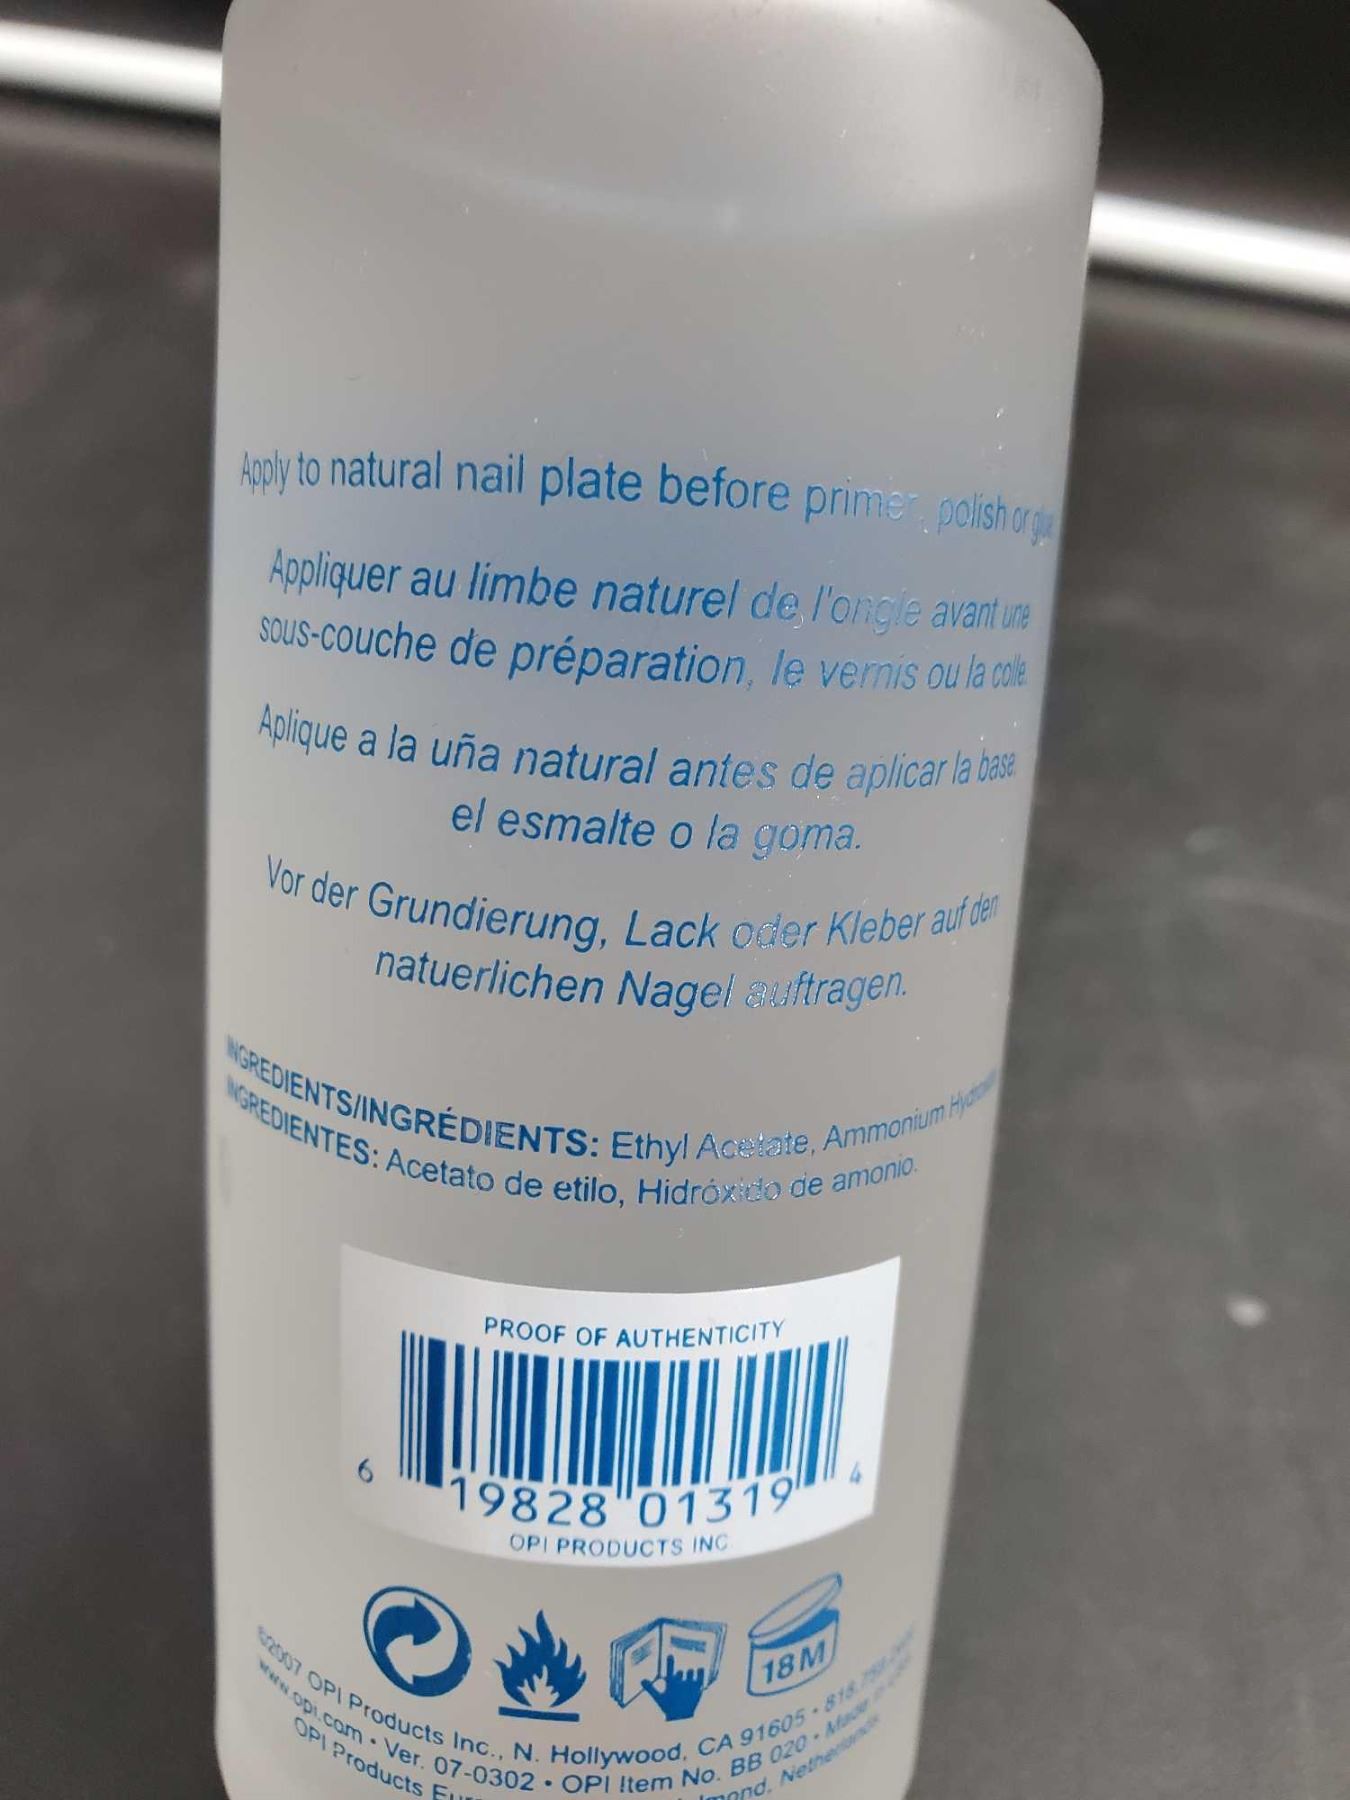 Apply to natural nail plate before primer, polish or glue
Appliquer au limbe naturel de l'ongle avant une
sous-couche de préparation, le vernis ou la colle.
Aplique a la uña natural antes de aplicar la base,
el esmalte o la goma.
Vor der Grundierung, Lack oder Kleber auf den
natuerlichen Nagel auftragen.
INGREDIENTS/INGRÉDIENTS: Ethyl Acetate, Ammonium
INGREDIENTES: Acetato de etilo, Hidróxido de amonio.
PROOF OF AUTHENTICITY
6 19828 01319 4
OPI PRODUCTS INC.
18M
©2007 OPI Products Inc., N. Hollywood, CA 91605 •
www.opi.com • Ver. 07-0302 • OPI Item No. BB 020 • Made
OPI Products Netherlands